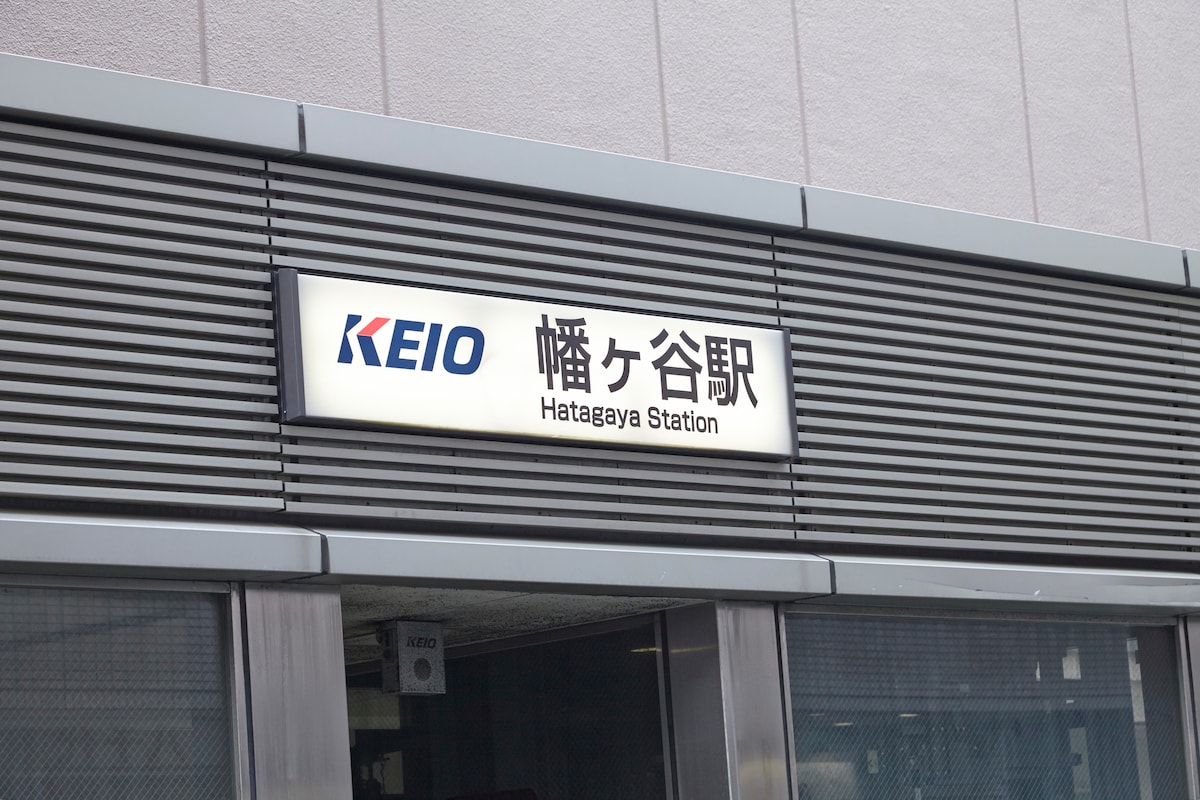 KEIO 幡ヶ谷駅
Hatagaya Station
KEIO